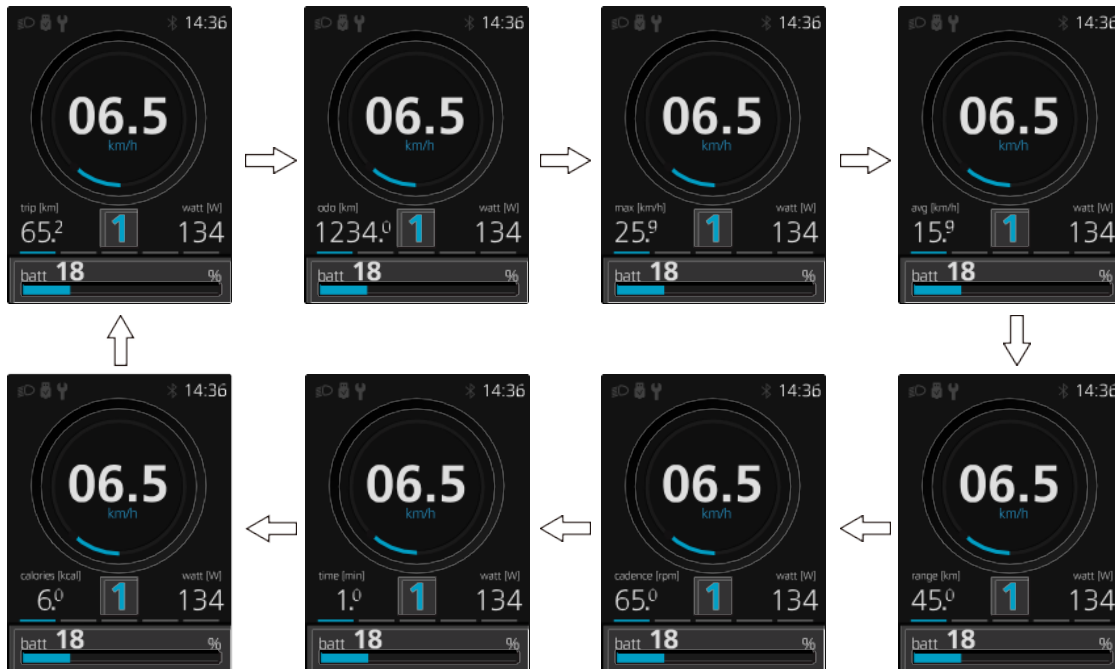 14:36
06.5
km/h
trip [km]
watt [W]
65.2
1
134
batt 18 %
14:36
06.5
km/h
odo [km]
watt [W]
1234.0
1
134
batt 18 %
14:36
06.5
km/h
max [km/h]
watt [W]
25.9
1
134
batt 18 %
14:36
06.5
km/h
avg [km/h]
watt [W]
15.9
1
134
batt 18 %
14:36
06.5
km/h
calories [kcal]
watt [W]
6.0
1
134
batt 18 %
14:36
06.5
km/h
time [min]
watt [W]
1.0
1
134
batt 18 %
14:36
06.5
km/h
cadence [rpm]
watt [W]
65.0
1
134
batt 18 %
14:36
06.5
km/h
range [km]
watt [W]
45.0
1
134
batt 18 %